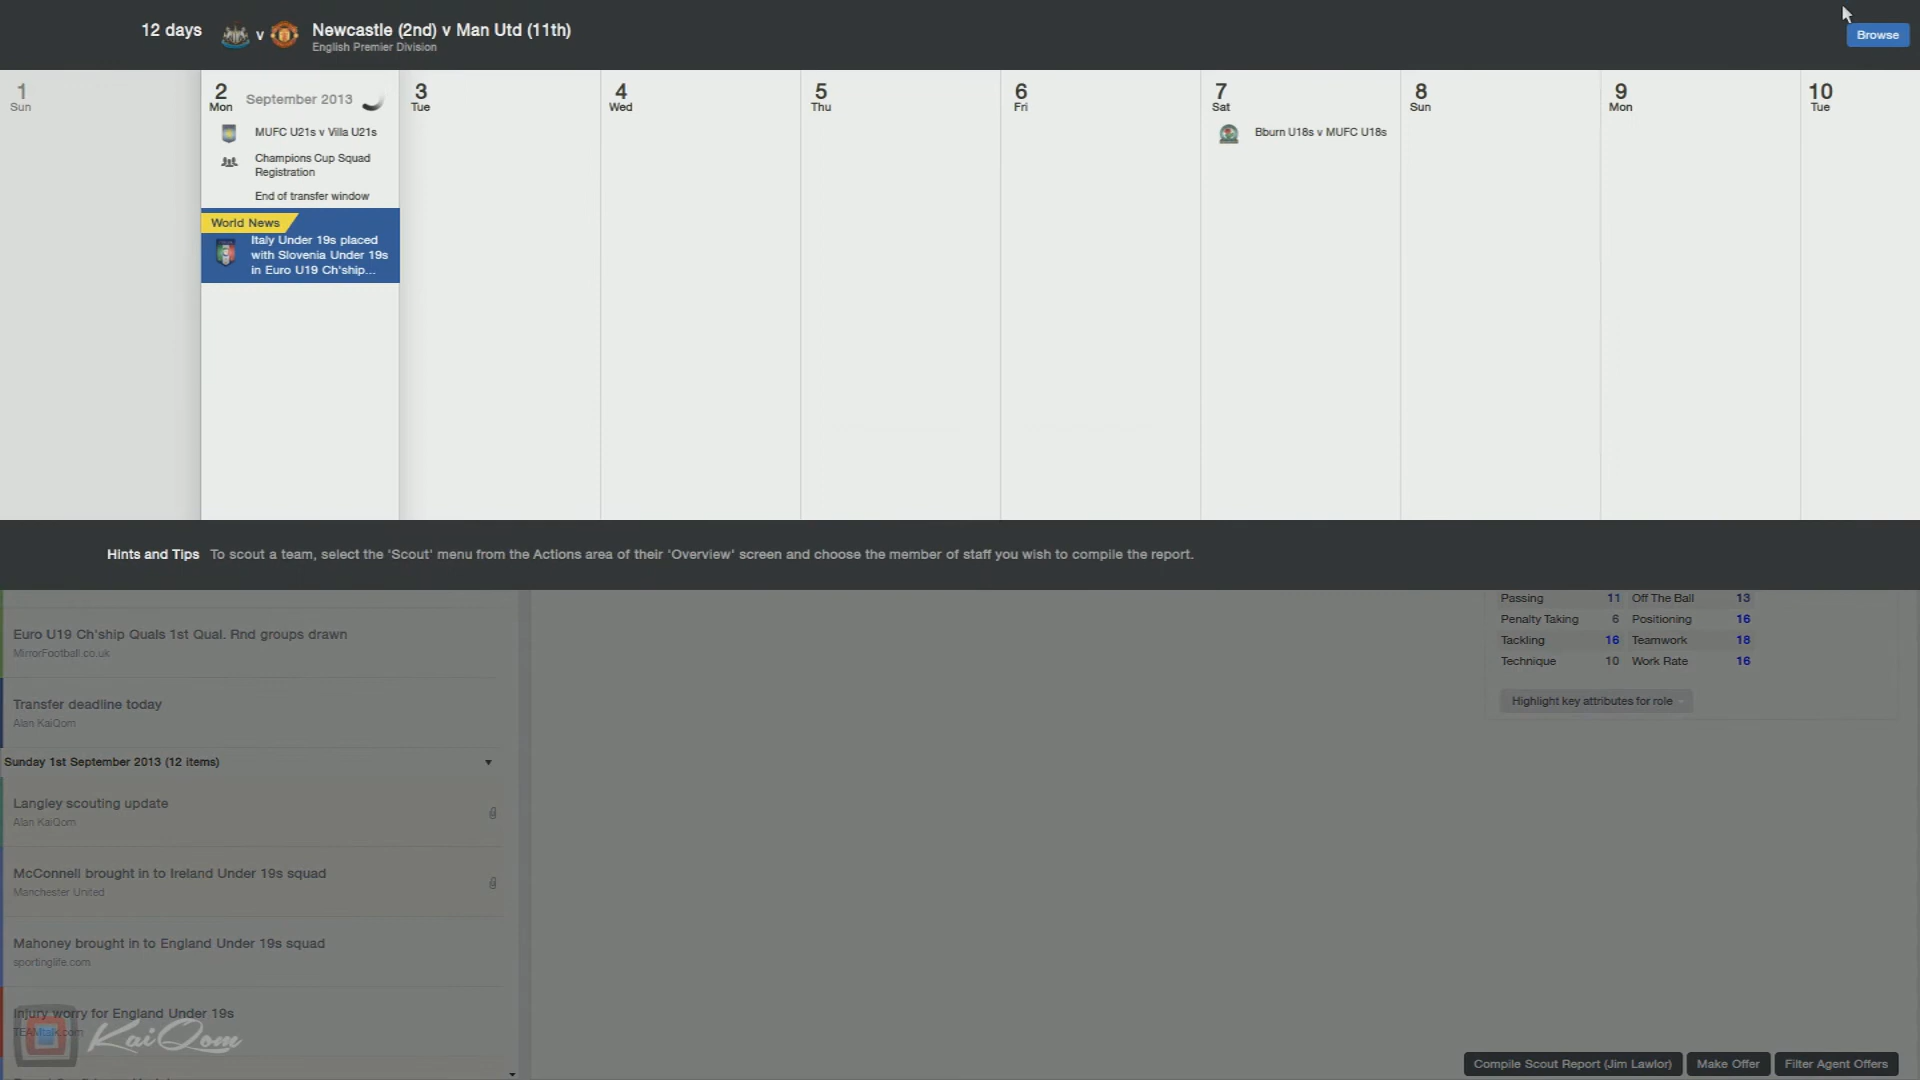 12 days
v
Newcastle (2nd) v Man Utd (11th)
English Premier Division
Browse
1
Sun
2
Mon
September 2013
3
Tue
4
Wed
5
Thu
6
Fri
7
Sat
8
Sun
9
Mon
10
Tue
MUFC U21s v Villa U21s
Champions Cup Squad
Registration
End of transfer window
World News
Italy Under 19s placed
with Slovenia Under 19s
in Euro U19 Ch'ship...
Bburn U18s v MUFC U18s
Hints and Tips To scout a team, select the 'Scout' menu from the Actions area of their 'Overview' screen and choose the member of staff you wish to compile the report.
Euro U19 Ch'ship Quals 1st Qual. Rnd groups drawn
MirrorFootball.co.uk
Transfer deadline today
Alan KaiQom
Sunday 1st September 2013 (12 items)
Langley scouting update
Alan KaiQom
McConnell brought in to Ireland Under 19s squad
Manchester United
Mahoney brought in to England Under 19s squad
sportinglife.com
Injury worry for England Under 19s
TEAMtalk.com
KaiQom
Passing 11 Off The Ball 13
Penalty Taking 6 Positioning 16
Tackling 16 Teamwork 18
Technique 10 Work Rate 16
Highlight key attributes for role
Compile Scout Report (Jim Lawlor)
Make Offer
Filter Agent Offers